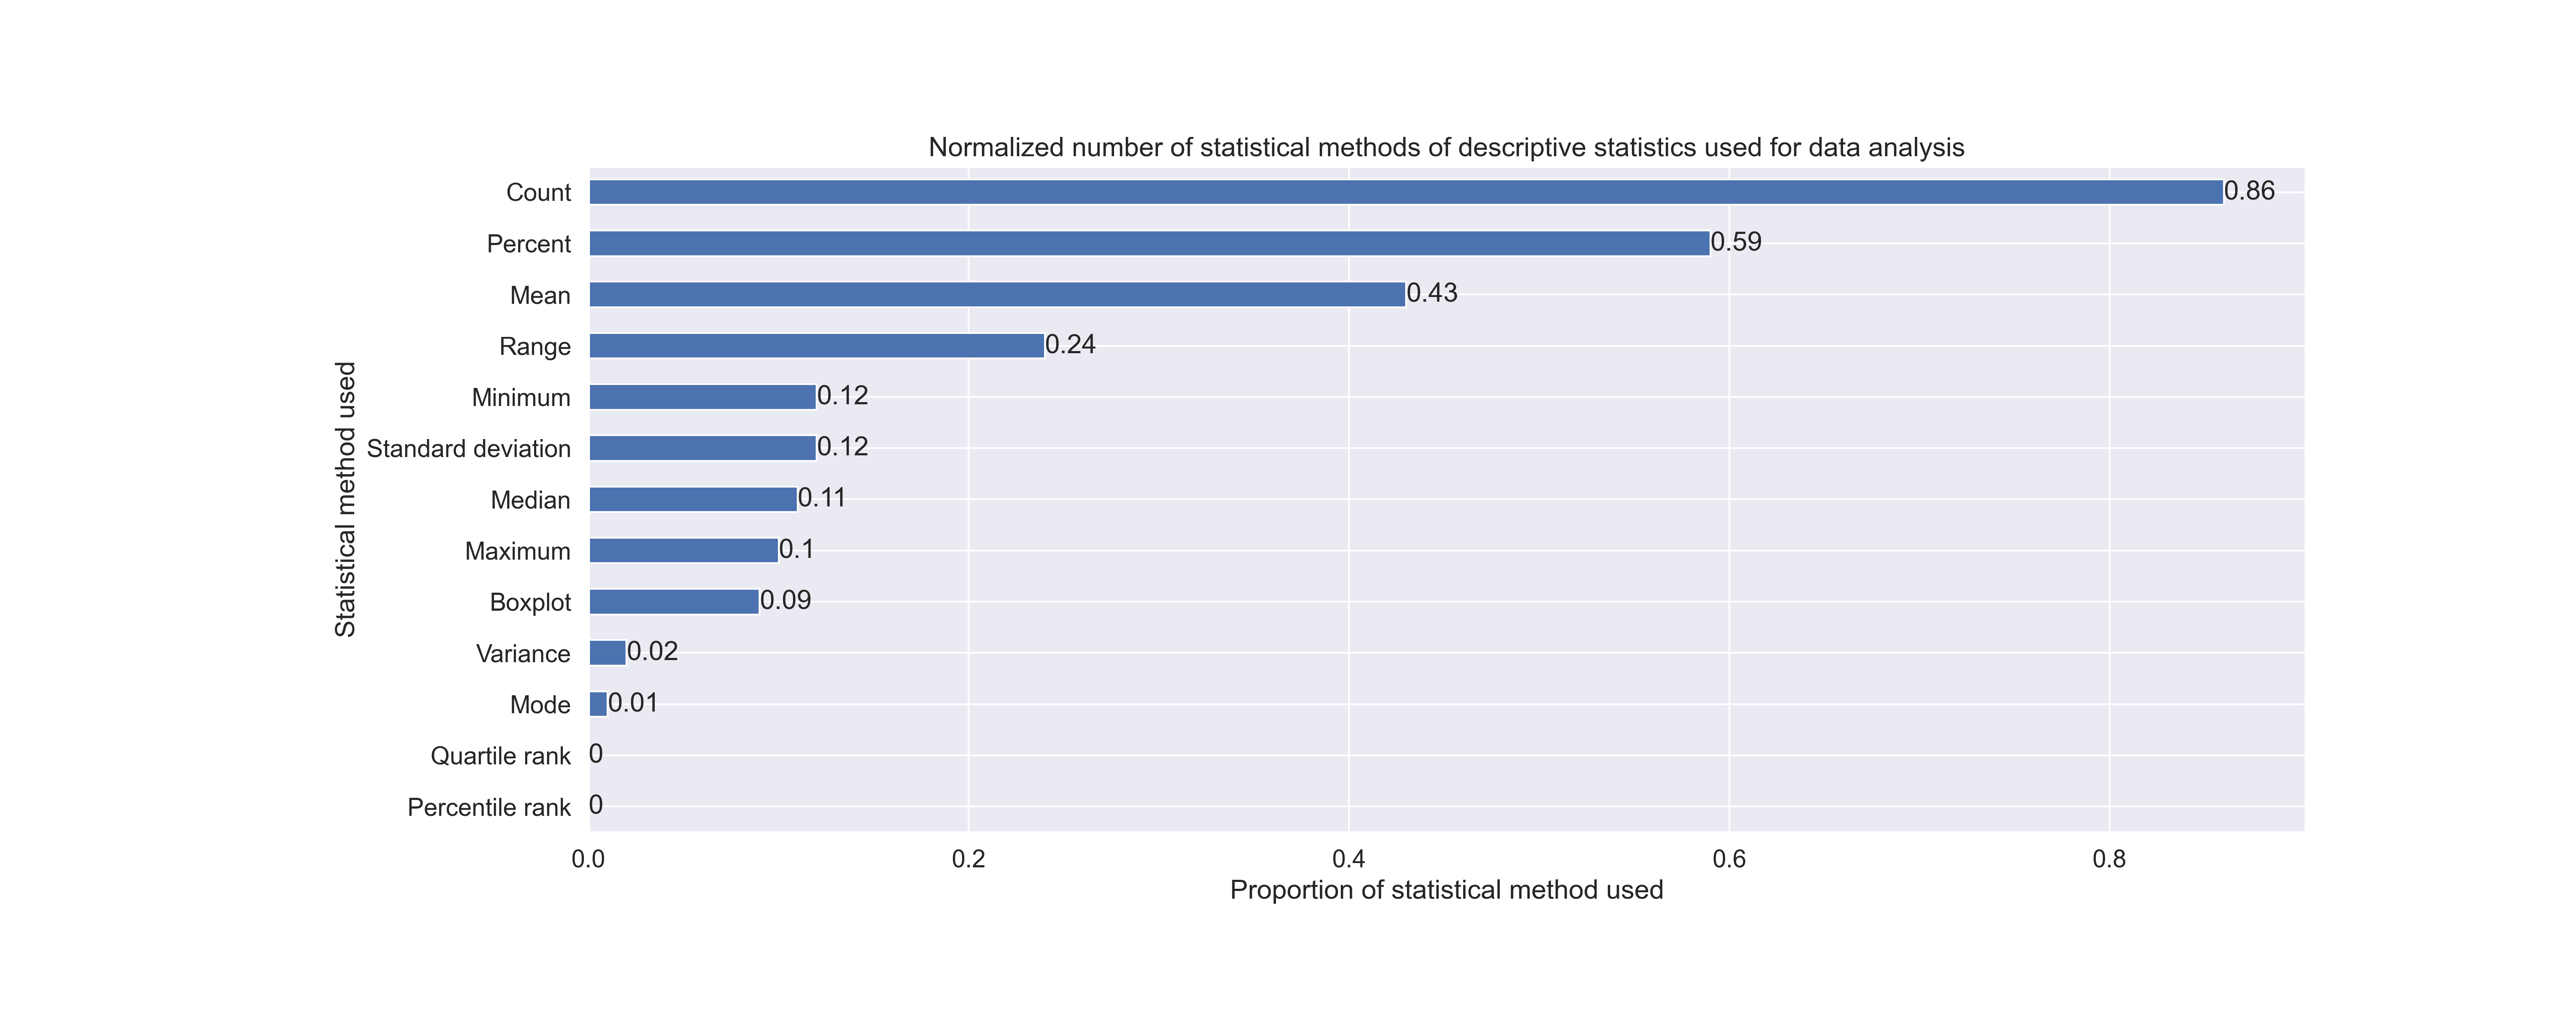 Normalized number of statistical methods of descriptive statistics used for data analysis
Statistical method used
Count 0.86
Percent 0.59
Mean 0.43
Range 0.24
Minimum 0.12
Standard deviation 0.12
Median 0.11
Maximum 0.1
Boxplot 0.09
Variance 0.02
Mode 0.01
Quartile rank 0
Percentile rank 0
0.0 0.2 0.4 0.6 0.8
Proportion of statistical method used